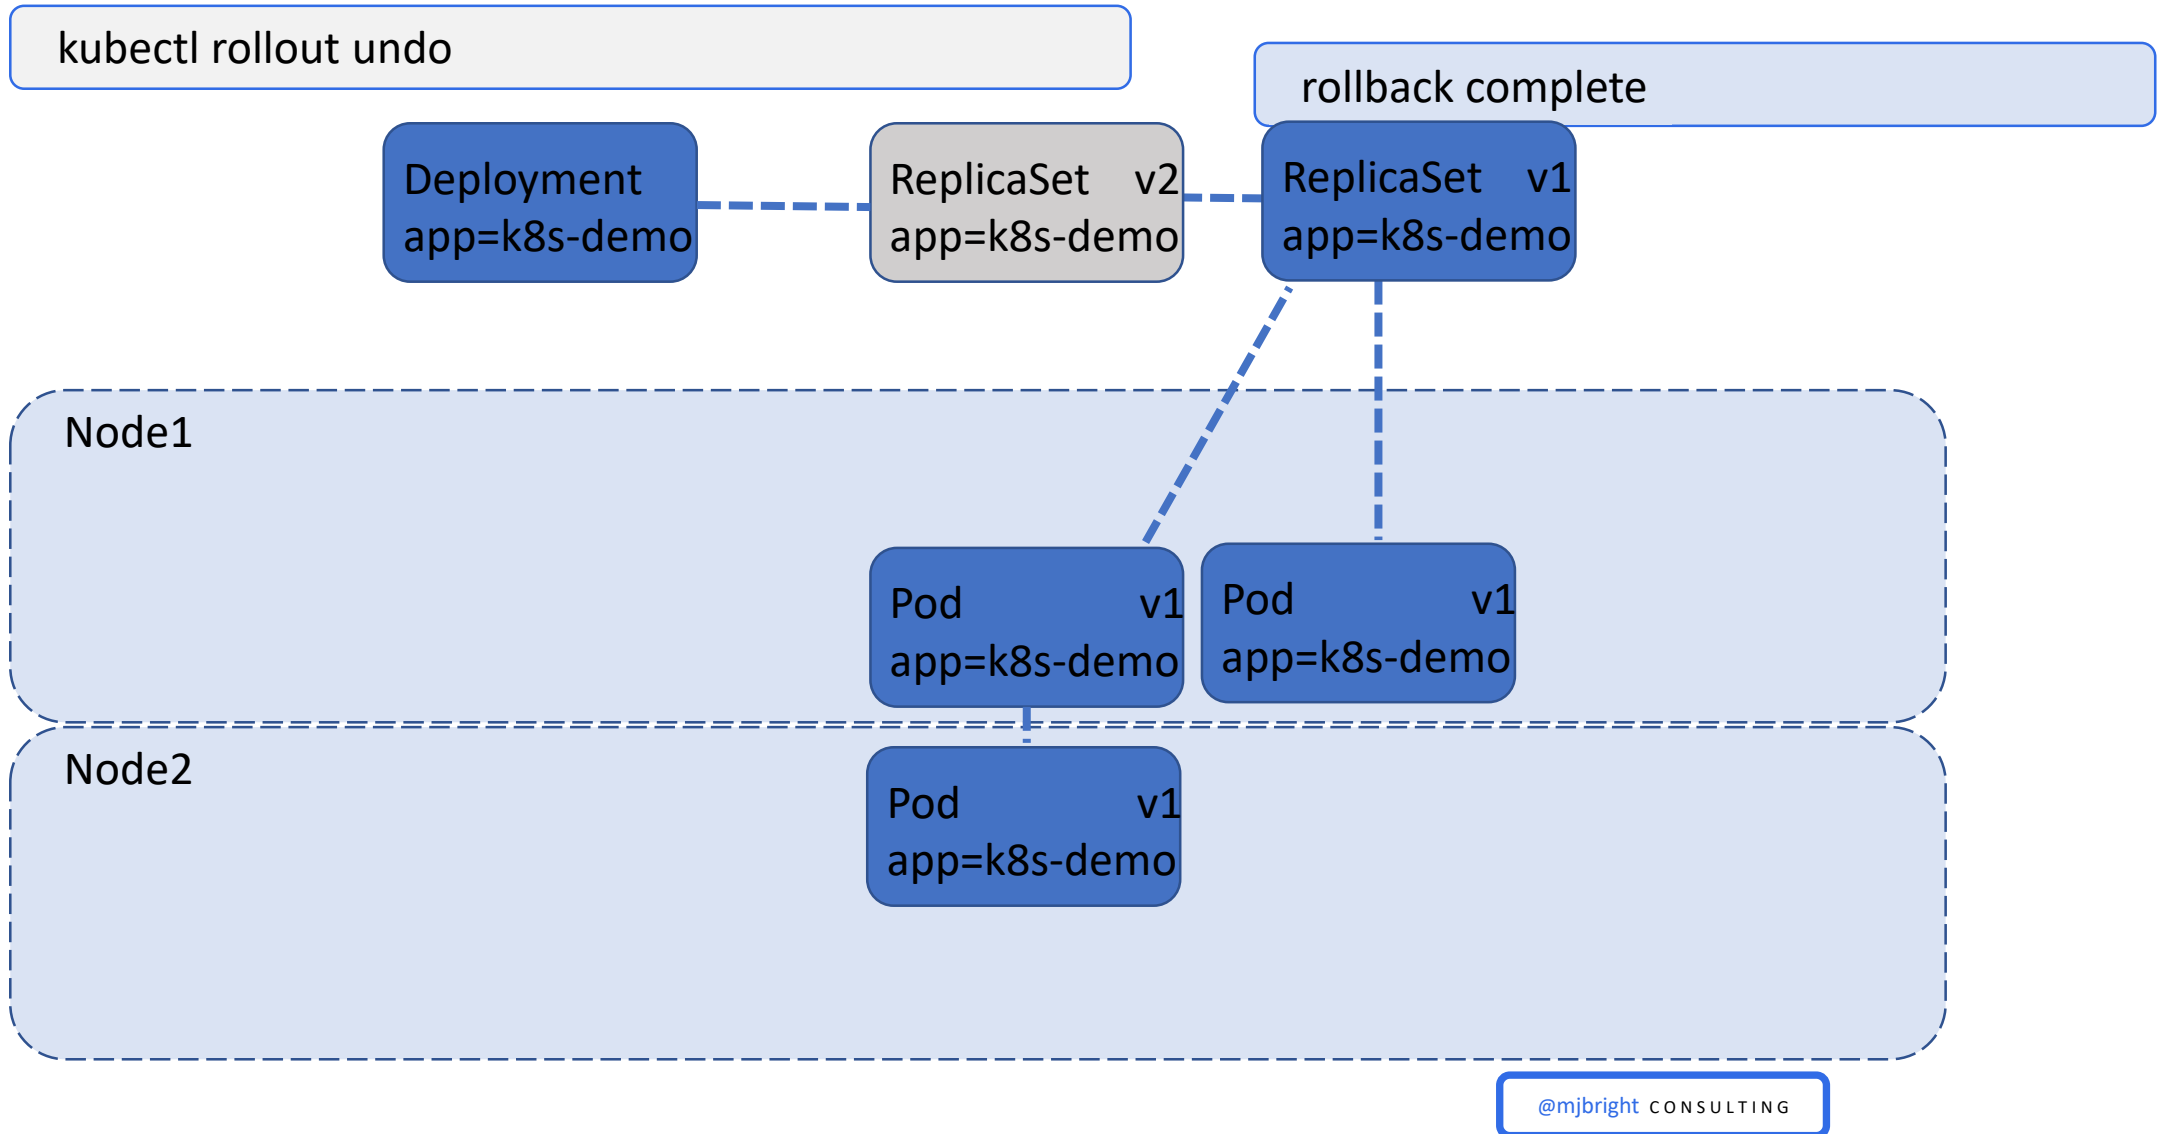 kubectl rollout undo
rollback complete
Deployment
app=k8s-demo
ReplicaSet v2
app=k8s-demo
ReplicaSet v1
app=k8s-demo
Node1
Pod v1
app=k8s-demo
Pod v1
app=k8s-demo
Node2
Pod v1
app=k8s-demo
@mjbright CONSULTING